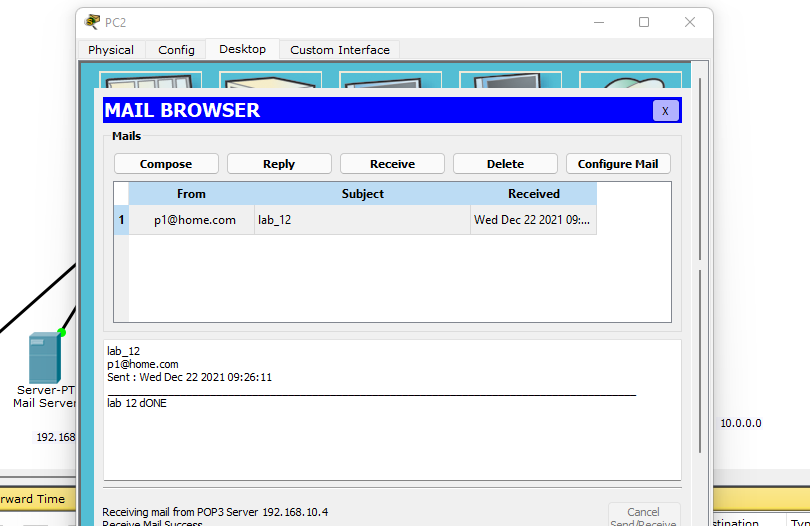 PC2
Physical Config Desktop Custom Interface
MAIL BROWSER X
Mails
Compose Reply Receive Delete Configure Mail
From Subject Received
1 p1@home.com lab_12 Wed Dec 22 2021 09:...
lab_12
p1@home.com
Sent : Wed Dec 22 2021 09:26:11
lab 12 dONE
Server-PT
Mail Server
192.168
10.0.0.0
rward Time
Receiving mail from POP3 Server 192.168.10.4
Receive Mail Success.
Cancel
Send/Receive
stination Typ